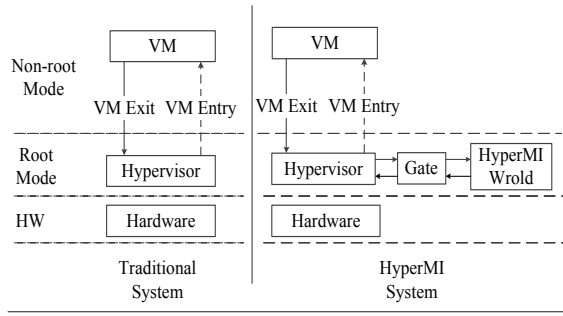 VM
VM
Non-root
Mode
VM Exit VM Entry
VM Exit VM Entry
Root
Mode
Hypervisor
Hypervisor
Gate
HyperMI
Wrold
HW
Hardware
Hardware
Traditional
System
HyperMI
System